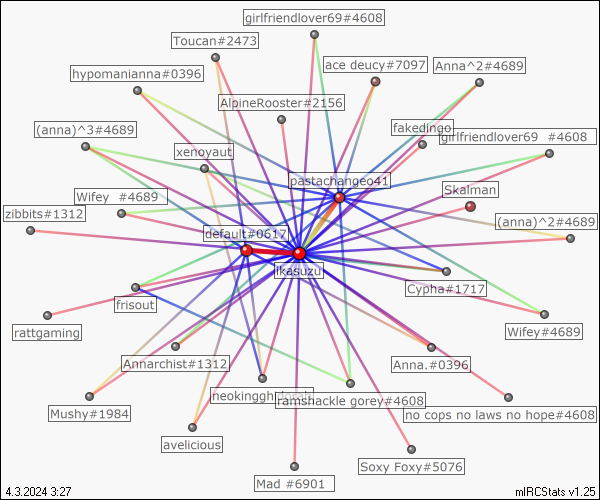 girlfriendlover69#4608
Toucan#2473
ace deucy#7097
Anna^2#4689
hypomanianna#0396
AlpineRooster#2156
(anna)^3#4689
fakedingo
girlfriendlover69 #4608
xenoyaut
pastachangeo41
Skalman
Wifey #4689
zibbits#1312
(anna)^2#4689
default#0617
ikasuzu
Cypha#1717
frisout
rattgaming
Wifey#4689
Annarchist#1312
Anna.#0396
ramshackle gorey#4608
Mushy#1984
no cops no laws no hope#4608
avelicious
Soxy Foxy#5076
Mad #6901
4.3.2024 3:27
mIRCStats v1.25